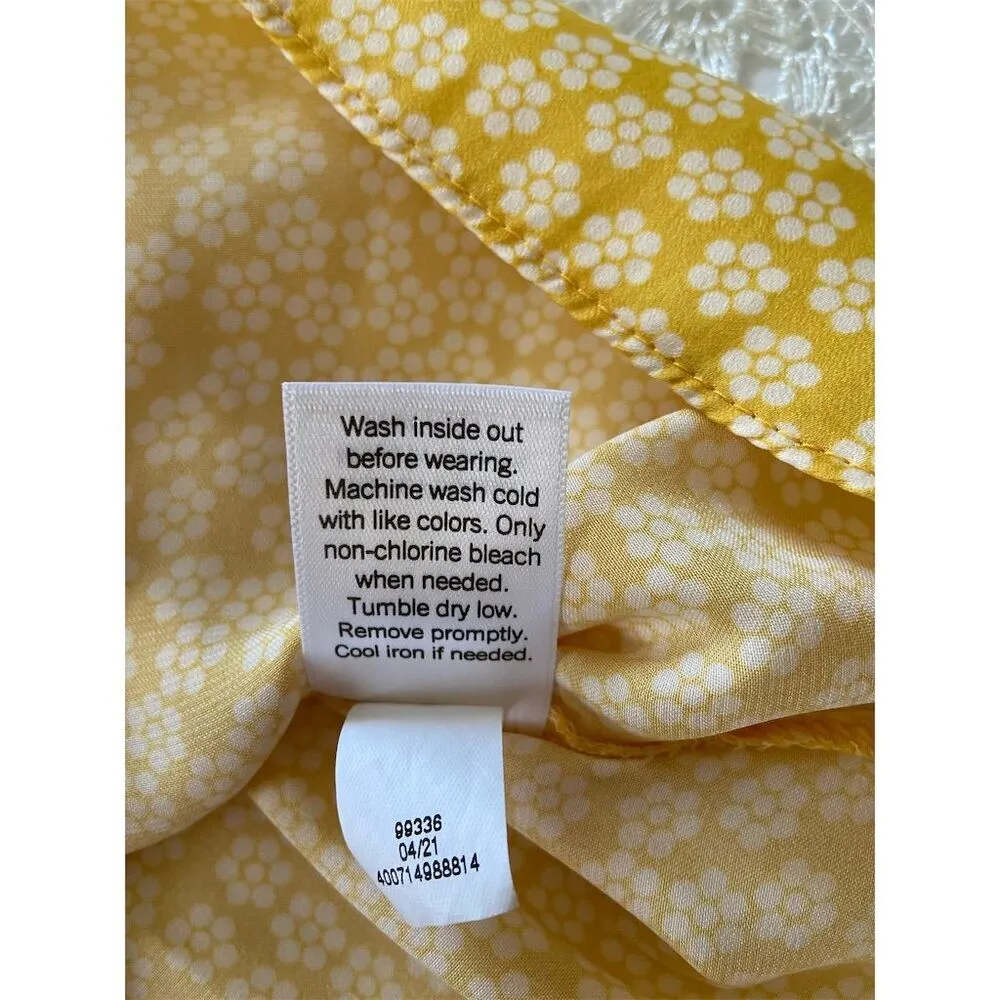 Wash inside out
before wearing.
Machine wash cold
with like colors. Only
non-chlorine bleach
when needed.
Tumble dry low.
Remove promptly.
Cool iron if needed.
99336
04/21
400714988814